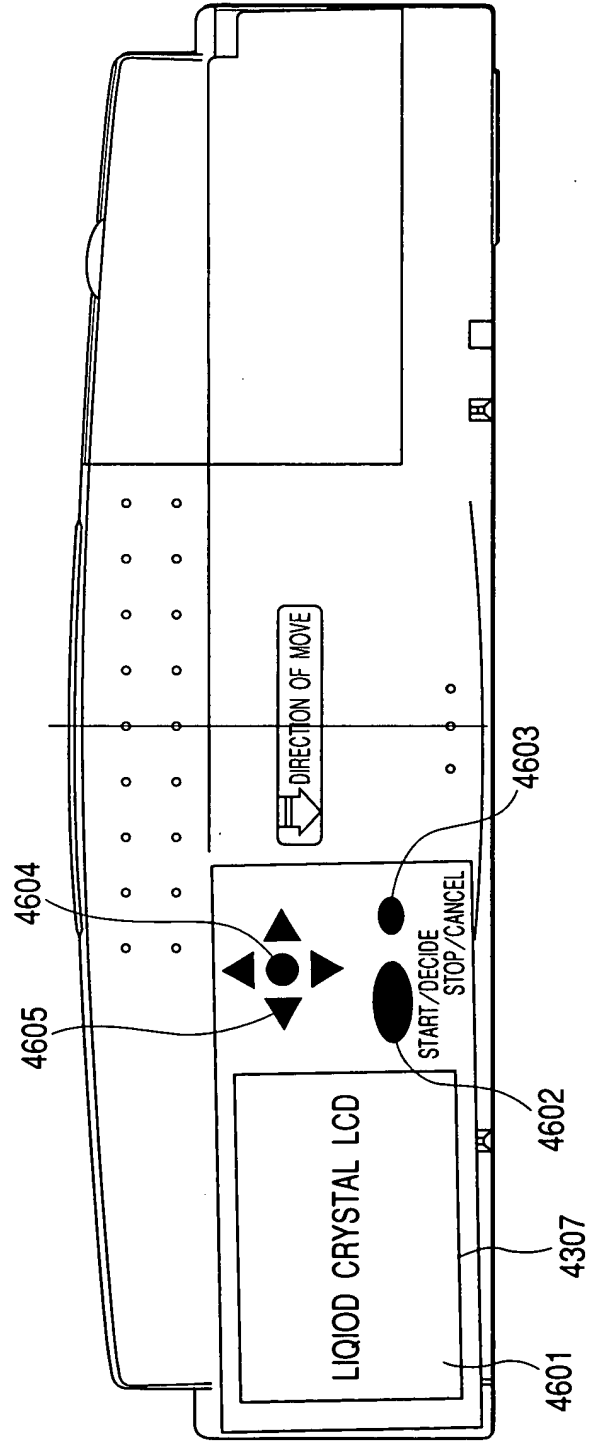 4605
4604
DIRECTION OF MOVE
LIQIOD CRYSTAL LCD
START/DECIDE
STOP/CANCEL
4601
4307
4602
4603